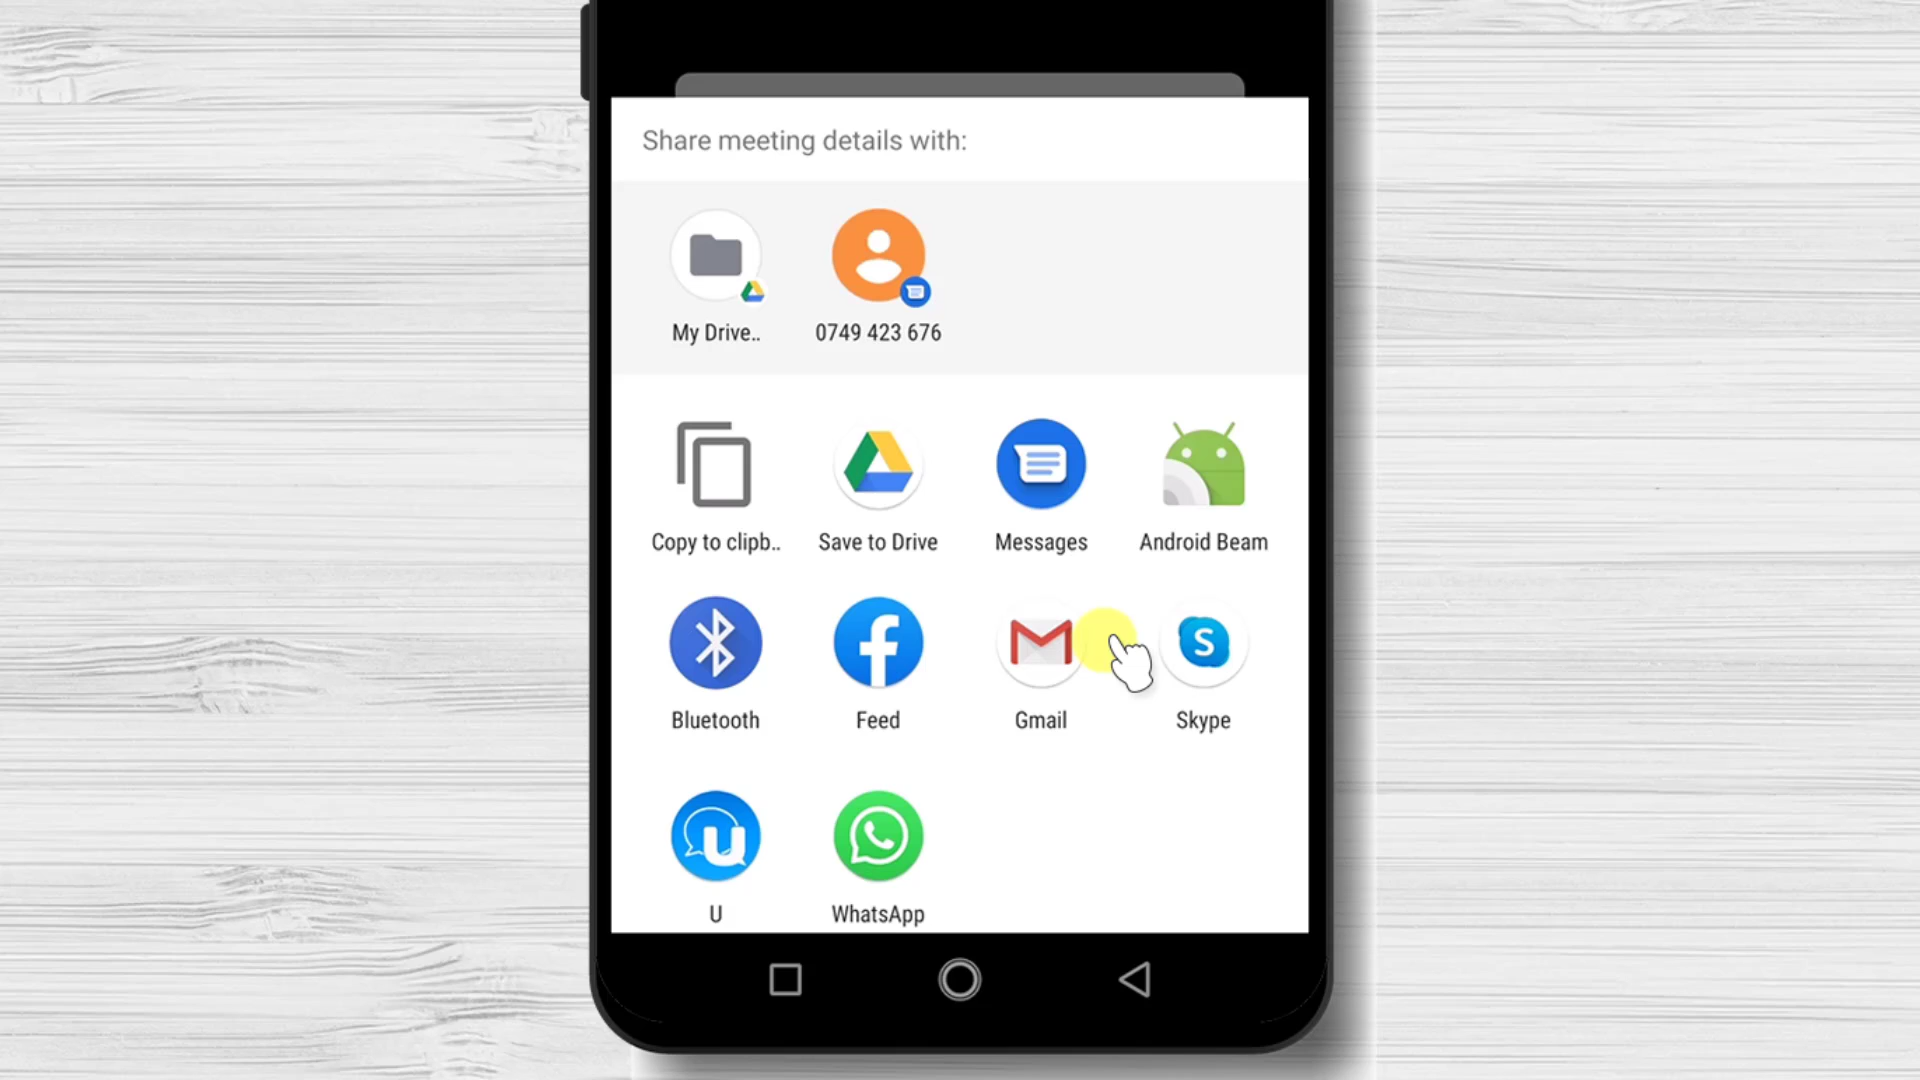 Share meeting details with:
My Drive..
0749 423 676
Copy to clipb..
Save to Drive
Messages
Android Beam
Bluetooth
Feed
Gmail
Skype
U
WhatsApp